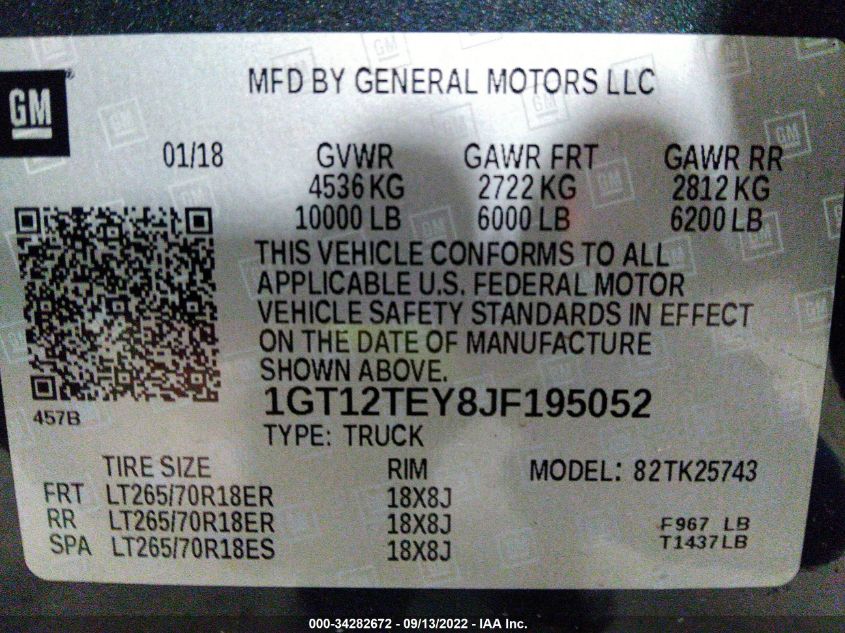 MFD BY GENERAL MOTORS LLC
GM
01/18 GVWR GAWR FRT GAWR RR
4536 KG 2722 KG 2812 KG
10000 LB 6000 LB 6200 LB
THIS VEHICLE CONFORMS TO ALL
APPLICABLE U.S. FEDERAL MOTOR
VEHICLE SAFETY STANDARDS IN EFFECT
ON THE DATE OF MANUFACTURE
SHOWN ABOVE.
1GT12TEY8JF195052
457B
TYPE: TRUCK
TIRE SIZE RIM MODEL: 82TK25743
FRT LT265/70R18ER 18X8J
RR LT265/70R18ER 18X8J F967 LB
SPA LT265/70R18ES 18X8J T1437LB
000-34282672 - 09/13/2022 - IAA Inc.